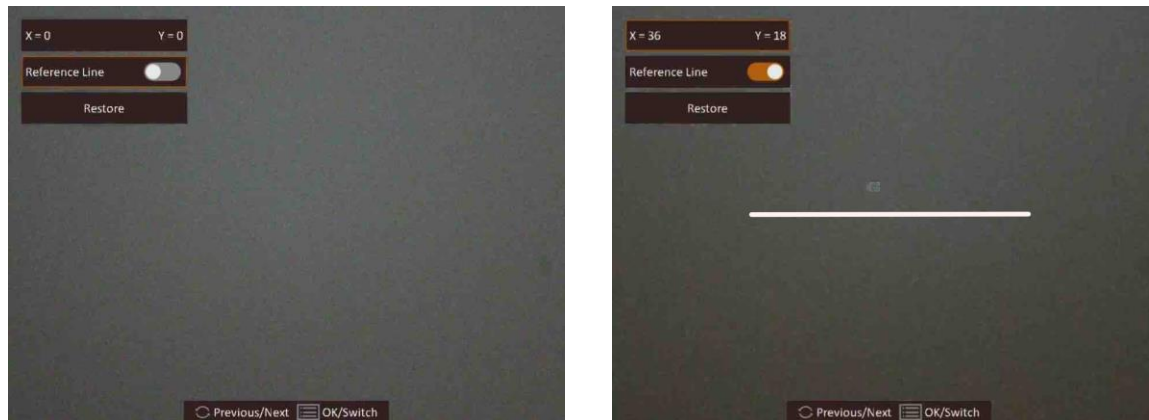 X = 0 Y = 0
Reference Line
Restore
Previous/Next OK/Switch
X = 36 Y = 18
Reference Line
Restore
Previous/Next OK/Switch